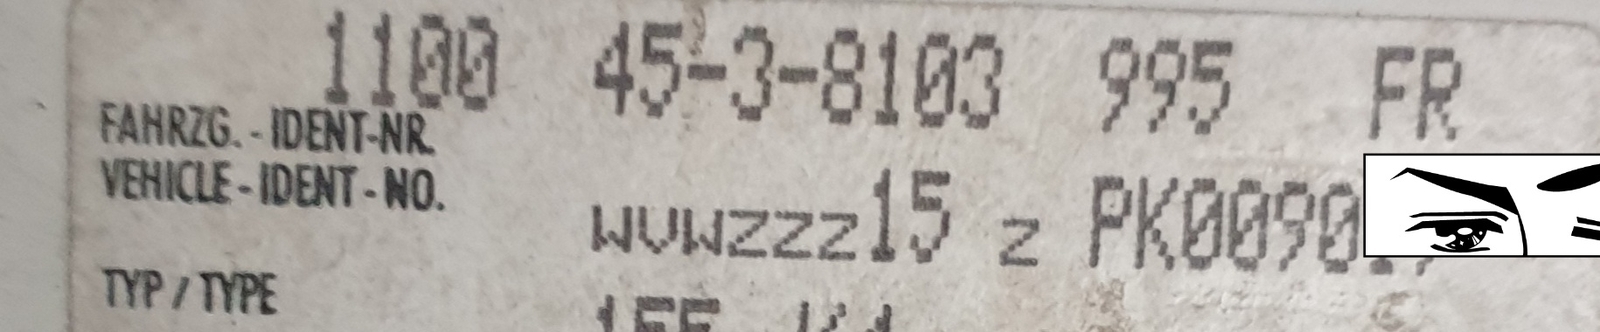 1100 45-3-8103 995 FR
FAHRZG. - IDENT-NR.
VEHICLE - IDENT - NO.
wvwzzz15 z PK0090
TYP / TYPE